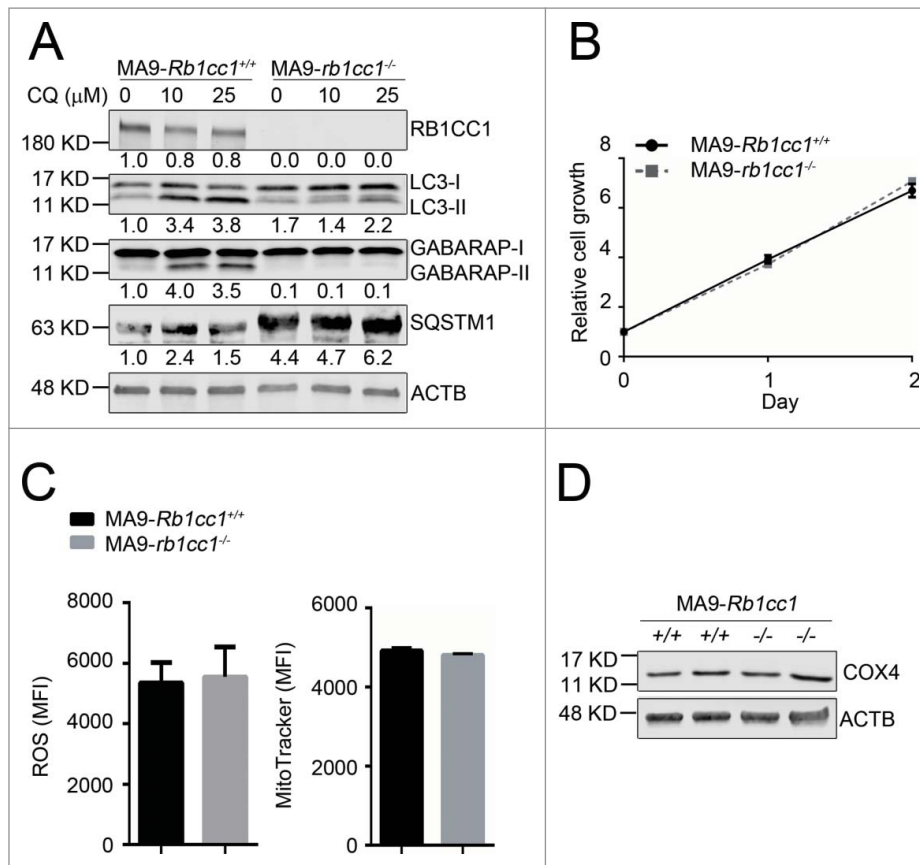 A
MA9-Rb1cc1+/+ MA9-rb1cc1-/-
CQ (μM) 0 10 25 0 10 25
180 KD RB1CC1
1.0 0.8 0.8 0.0 0.0 0.0
17 KD LC3-I
11 KD LC3-II
1.0 3.4 3.8 1.7 1.4 2.2
17 KD GABARAP-I
11 KD GABARAP-II
1.0 4.0 3.5 0.1 0.1 0.1
63 KD SQSTM1
1.0 2.4 1.5 4.4 4.7 6.2
48 KD ACTB
B
MA9-Rb1cc1+/+
MA9-rb1cc1-/-
Relative cell growth
8
6
4
2
0
0 1 2
Day
C
MA9-Rb1cc1+/+
MA9-rb1cc1-/-
ROS (MFI)
8000
6000
4000
2000
0
MitoTracker (MFI)
6000
4000
2000
0
D
MA9-Rb1cc1
+/+ +/+ -/- -/-
17 KD
11 KD COX4
48 KD ACTB